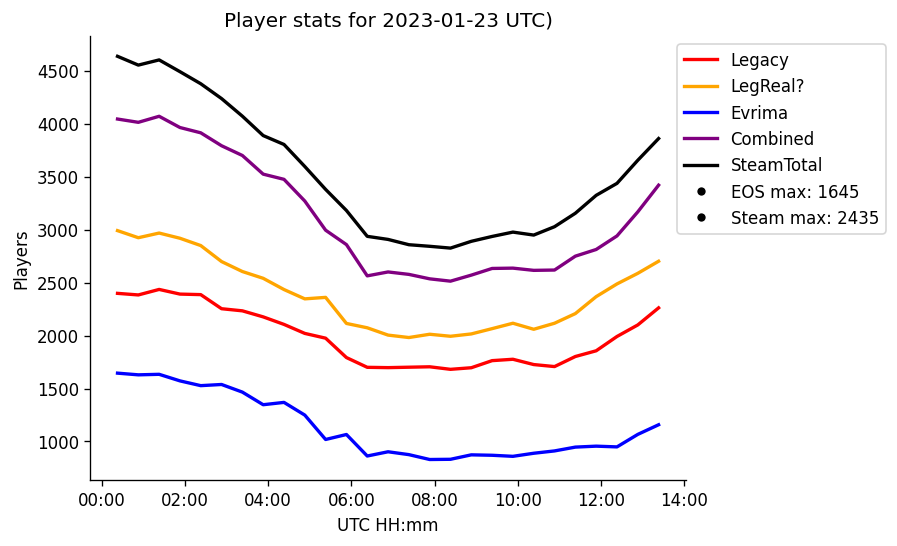 Player stats for 2023-01-23 UTC)
Players
4500
4000
3500
3000
2500
2000
1500
1000
00:00 02:00 04:00 06:00 08:00 10:00 12:00 14:00
UTC HH:mm
Legacy
LegReal?
Evrima
Combined
SteamTotal
EOS max: 1645
Steam max: 2435